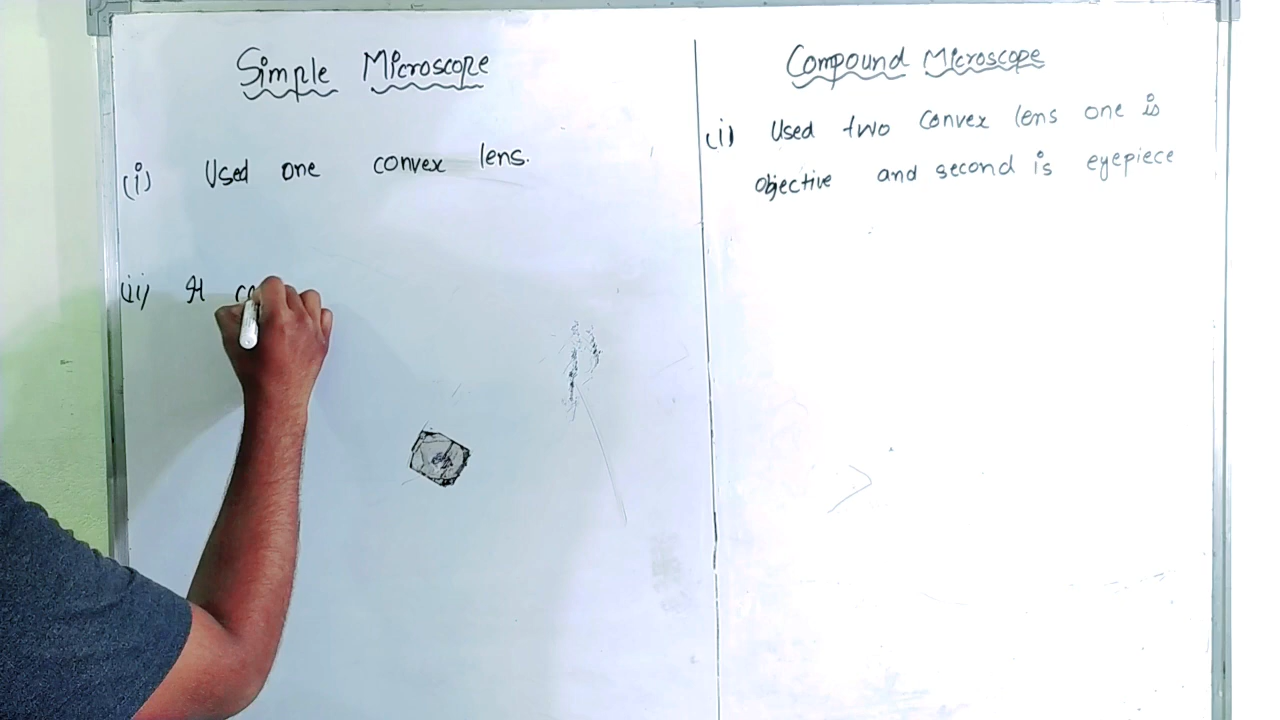 Simple Microscope
(i) Used one convex lens.
(ii) It
Compound Microscope
(i) Used two convex lens one is
objective and second is eyepiece